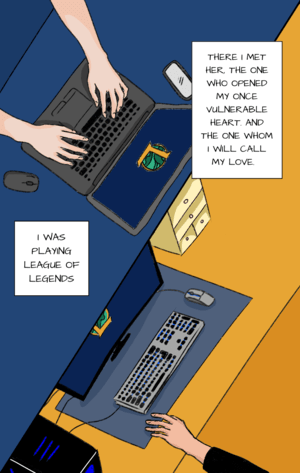 THERE I MET
HER, THE ONE
WHO OPENED
MY ONCE
VULNERABLE
HEART. AND
THE ONE WHOM
I WILL CALL
MY LOVE.
I WAS
PLAYING
LEAGUE OF
LEGENDS